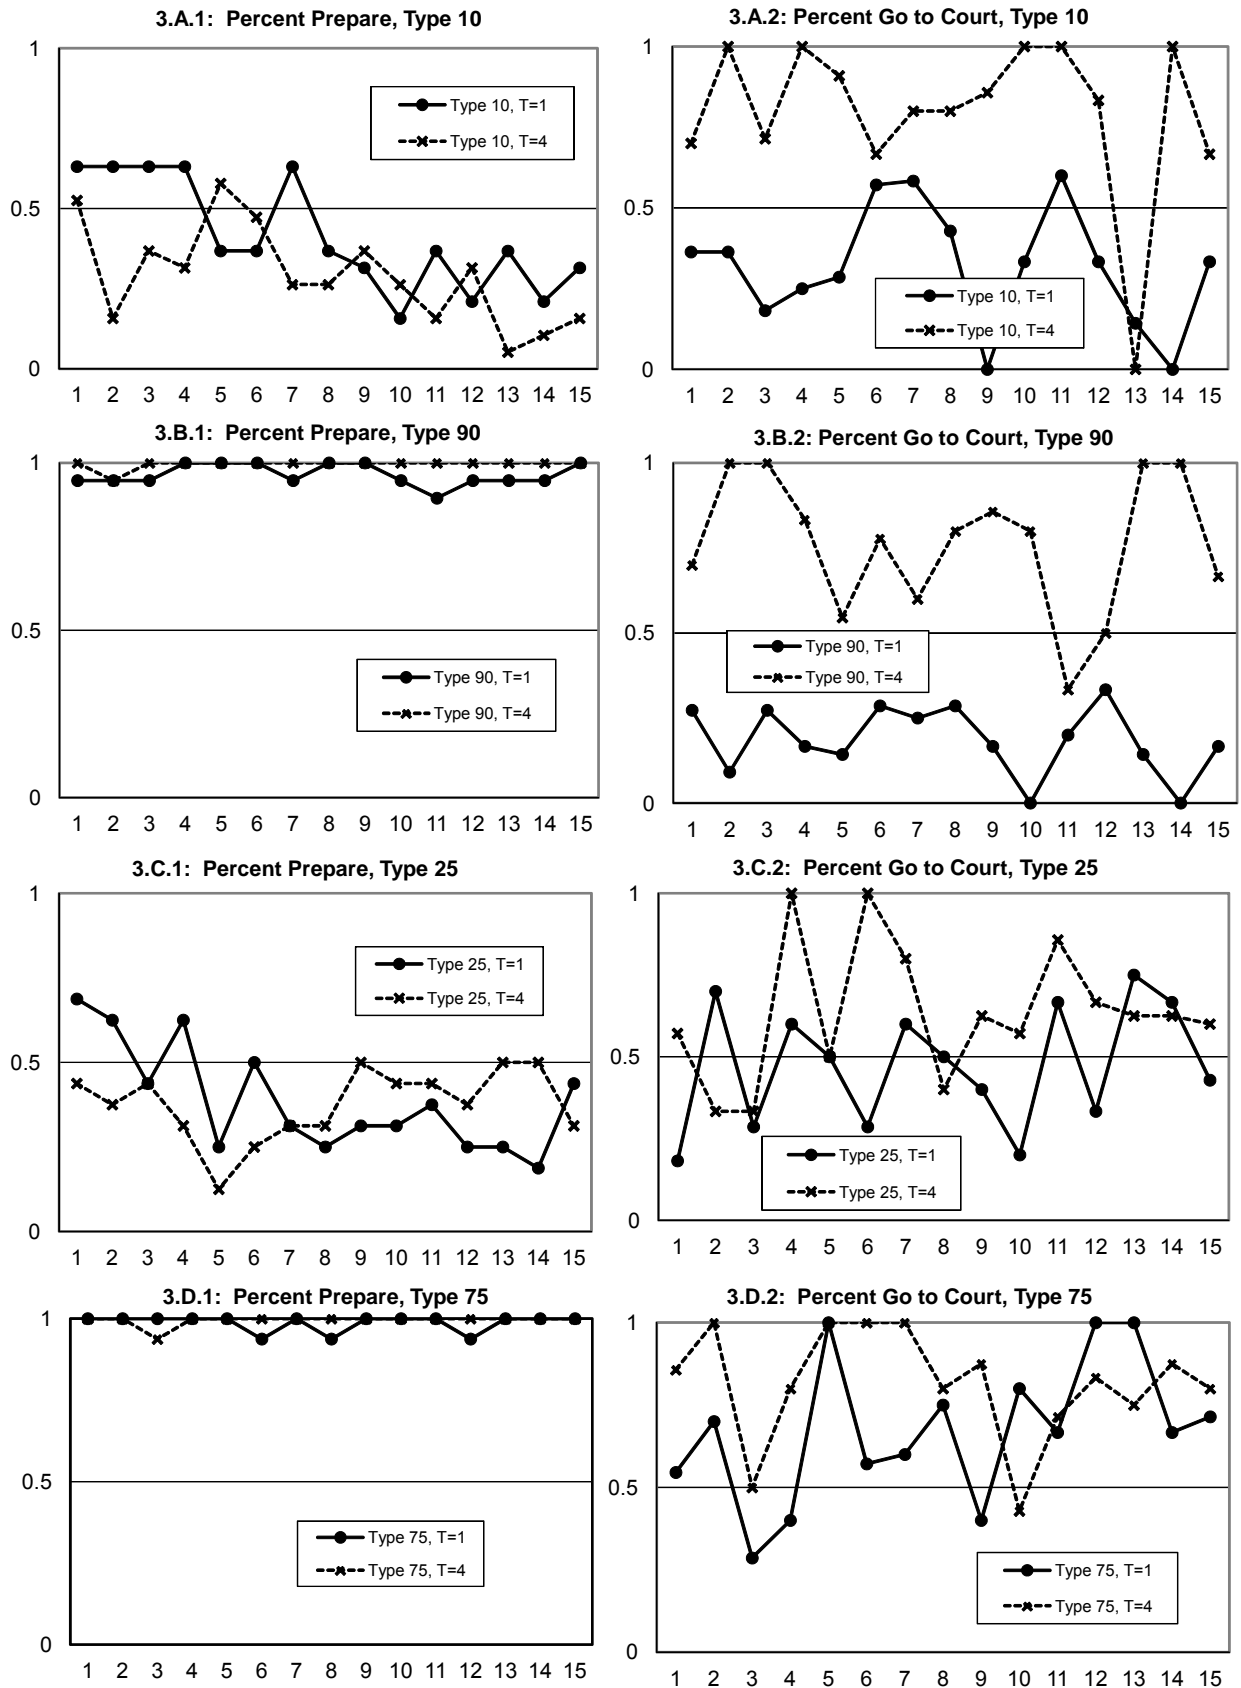 3.A.1:  Percent Prepare, Type 10
1
0.5
0
Type 10, T=1
Type 10, T=4
1 2 3 4 5 6 7 8 9 10 11 12 13 14 15
3.A.2: Percent Go to Court, Type 10
1
0.5
0
Type 10, T=1
Type 10, T=4
1 2 3 4 5 6 7 8 9 10 11 12 13 14 15
3.B.1:  Percent Prepare, Type 90
1
0.5
0
Type 90, T=1
Type 90, T=4
1 2 3 4 5 6 7 8 9 10 11 12 13 14 15
3.B.2: Percent Go to Court, Type 90
1
0.5
0
Type 90, T=1
Type 90, T=4
1 2 3 4 5 6 7 8 9 10 11 12 13 14 15
3.C.1:  Percent Prepare, Type 25
1
0.5
0
Type 25, T=1
Type 25, T=4
1 2 3 4 5 6 7 8 9 10 11 12 13 14 15
3.C.2:  Percent Go to Court, Type 25
1
0.5
0
Type 25, T=1
Type 25, T=4
1 2 3 4 5 6 7 8 9 10 11 12 13 14 15
3.D.1:  Percent Prepare, Type 75
1
0.5
0
Type 75, T=1
Type 75, T=4
1 2 3 4 5 6 7 8 9 10 11 12 13 14 15
3.D.2:  Percent Go to Court, Type 75
1
0.5
0
Type 75, T=1
Type 75, T=4
1 2 3 4 5 6 7 8 9 10 11 12 13 14 15